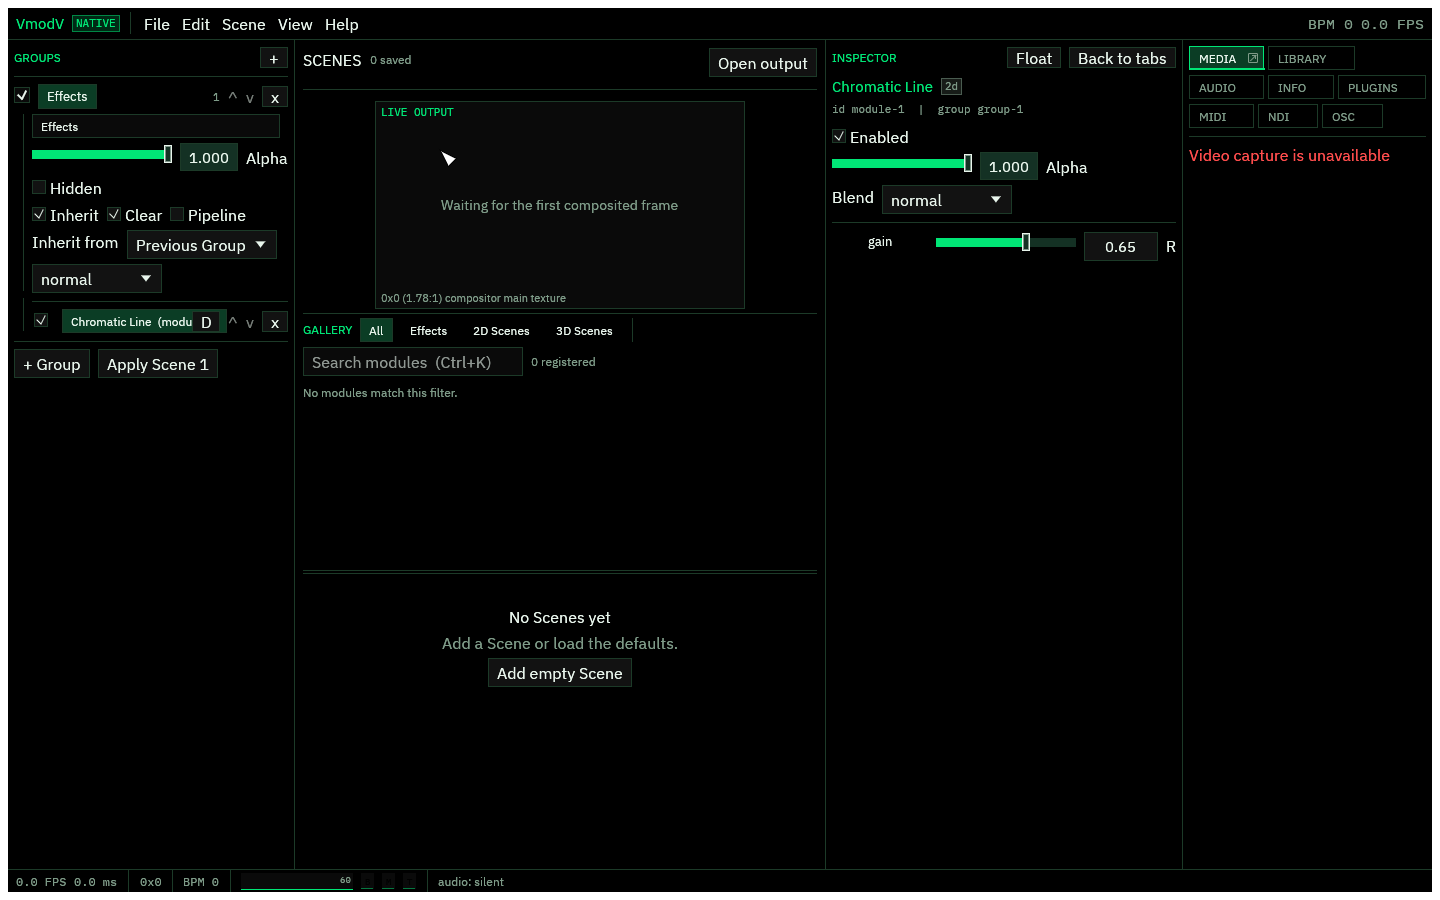 VmodV NATIVE File Edit Scene View Help BPM 0 0.0 FPS
GROUPS +
Effects 1 ^ v x
Effects
1.000 Alpha
Hidden
Inherit Clear Pipeline
Inherit from Previous Group
normal
Chromatic Line (modu D ^ v x
+ Group Apply Scene 1
SCENES 0 saved Open output
LIVE OUTPUT
Waiting for the first composited frame
0x0 (1.78:1) compositor main texture
GALLERY All Effects 2D Scenes 3D Scenes
Search modules (Ctrl+K) 0 registered
No modules match this filter.
No Scenes yet
Add a Scene or load the defaults.
Add empty Scene
INSPECTOR Float Back to tabs
Chromatic Line 2d
id module-1 | group group-1
Enabled
1.000 Alpha
Blend normal
gain 0.65 R
MEDIA LIBRARY
AUDIO INFO PLUGINS
MIDI NDI OSC
Video capture is unavailable
0.0 FPS 0.0 ms 0x0 BPM 0 60 audio: silent